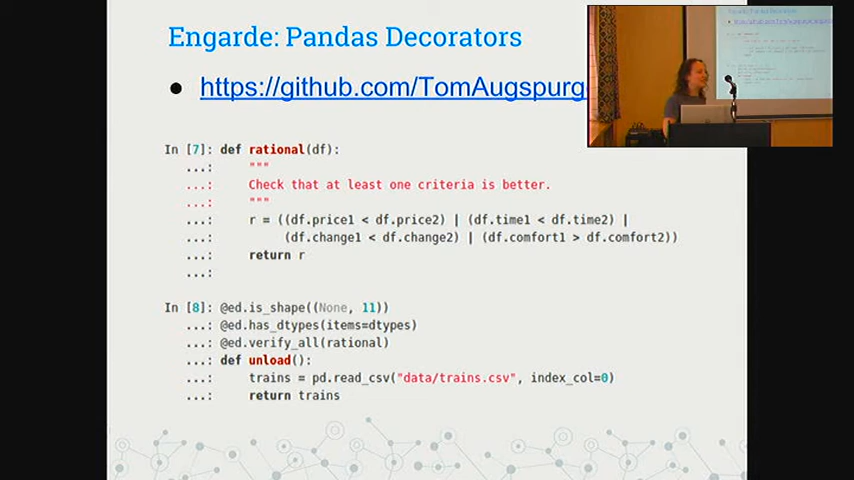 Engarde: Pandas Decorators
● https://github.com/TomAugspurg
In [7]: def rational(df):
...: """
...: Check that at least one criteria is better.
...: """
...: r = ((df.price1 < df.price2) | (df.time1 < df.time2) |
...: (df.change1 < df.change2) | (df.comfort1 > df.comfort2))
...: return r
...:
In [8]: @ed.is_shape((None, 11))
...: @ed.has_dtypes(items=dtypes)
...: @ed.verify_all(rational)
...: def unload():
...: trains = pd.read_csv("data/trains.csv", index_col=0)
...: return trains